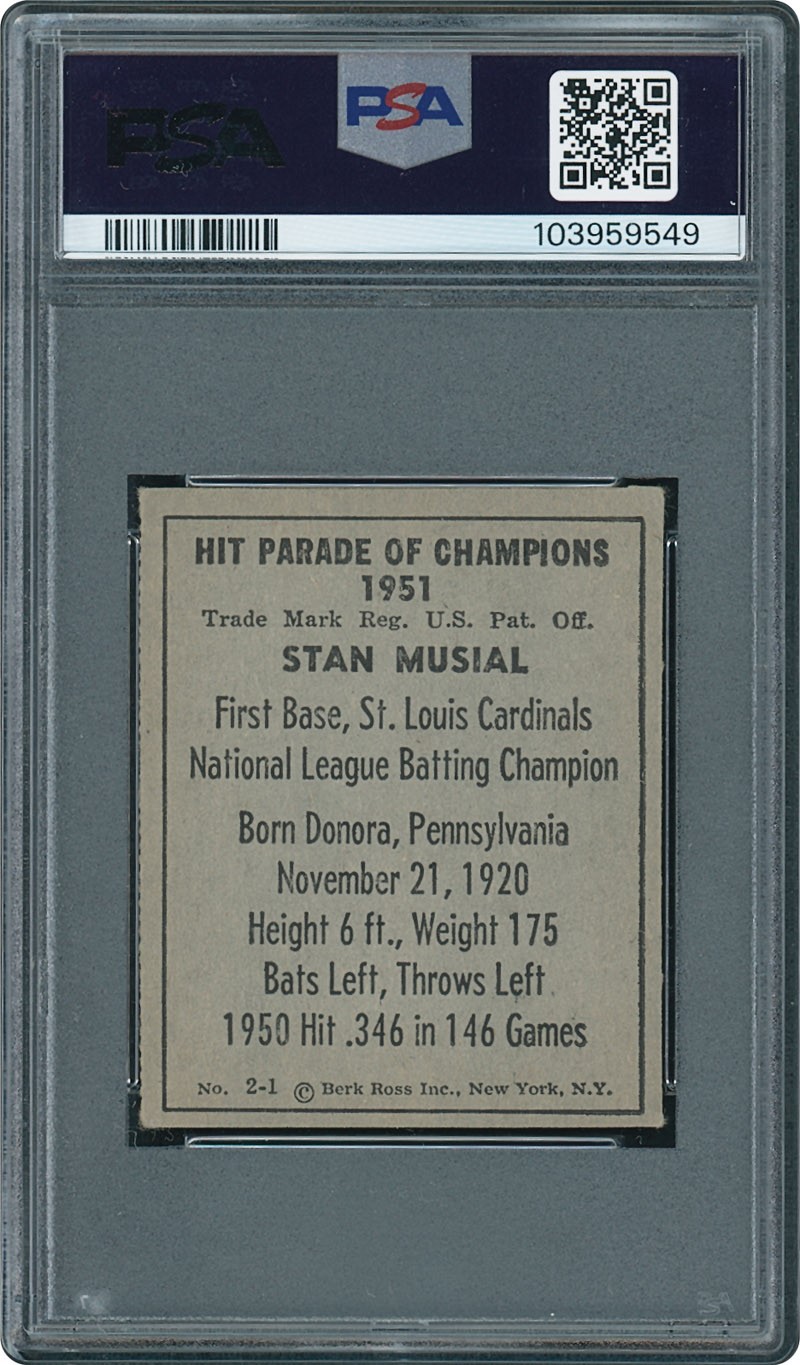 PSA
PSA
103959549
HIT PARADE OF CHAMPIONS
1951
Trade Mark Reg. U.S. Pat. Off.
STAN MUSIAL
First Base, St. Louis Cardinals
National League Batting Champion
Born Donora, Pennsylvania
November 21, 1920
Height 6 ft., Weight 175
Bats Left, Throws Left
1950 Hit .346 in 146 Games
No. 2-1 © Berk Ross Inc., New York, N.Y.